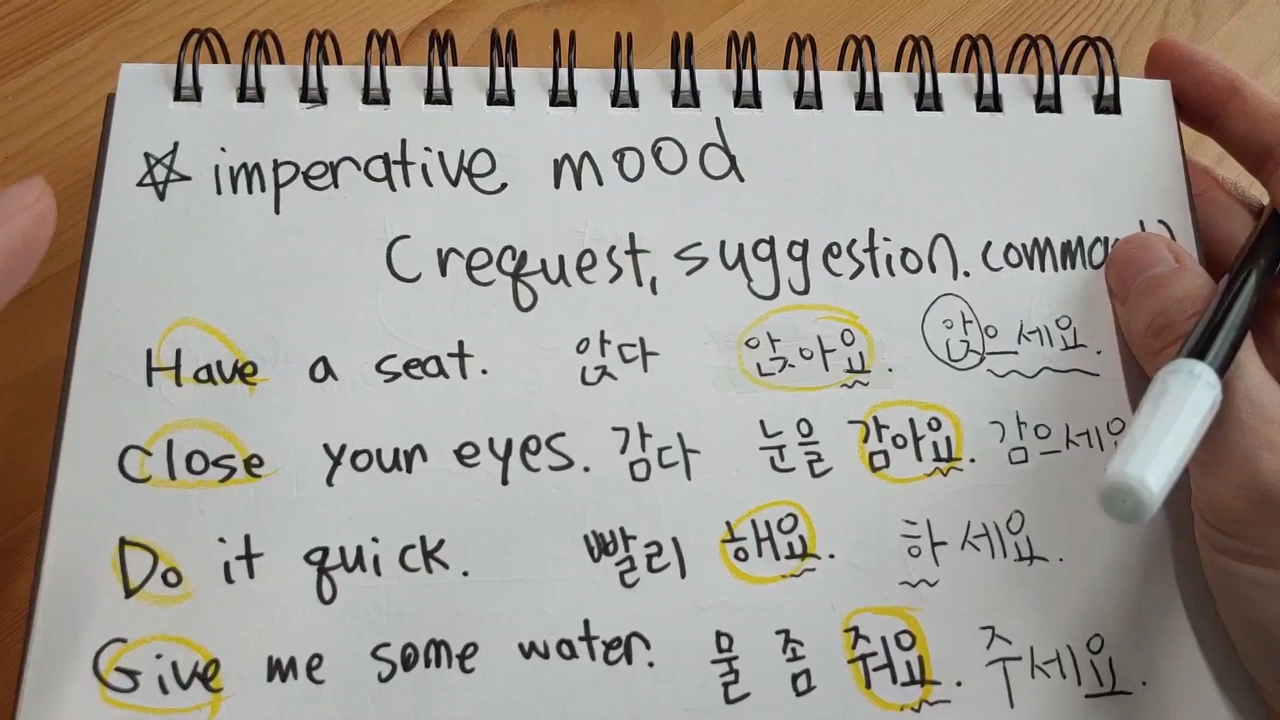 ☆ imperative mood
(request, suggestion. command)
Have a seat. 앉다 앉아요. 앉으세요.
Close your eyes. 감다 눈을 감아요. 감으세요
Do it quick. 빨리 해요. 하세요.
Give me some water. 물 좀 줘요. 주세요.